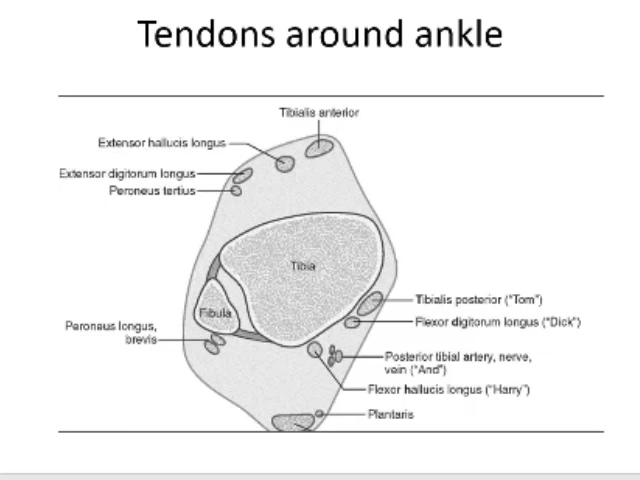 Tendons around ankle
Tibialis anterior
Extensor hallucis longus
Extensor digitorum longus
Peroneus tertius
Tibia
Fibula
Tibialis posterior ("Tom")
Flexor digitorum longus ("Dick")
Peroneus longus,
brevis
Posterior tibial artery, nerve,
vein ("And")
Flexor hallucis longus ("Harry")
Plantaris